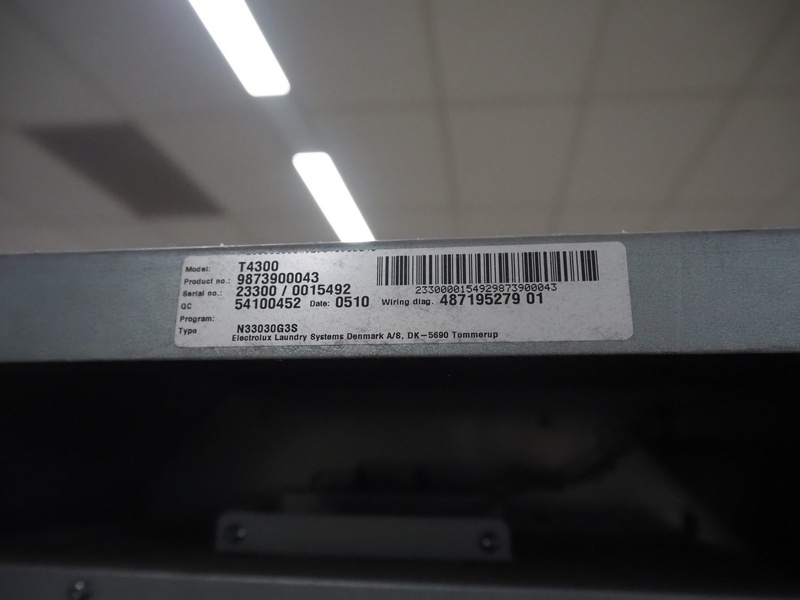 Model: T4300
Product no.: 9873900043
Serial no.: 23300 / 0015492
2330000154929873900043
QC 54100452 Date: 0510 Wiring diag. 487195279 01
Program:
Type N33030G3S
Electrolux Laundry Systems Denmark A/S, DK-5690 Tommerup